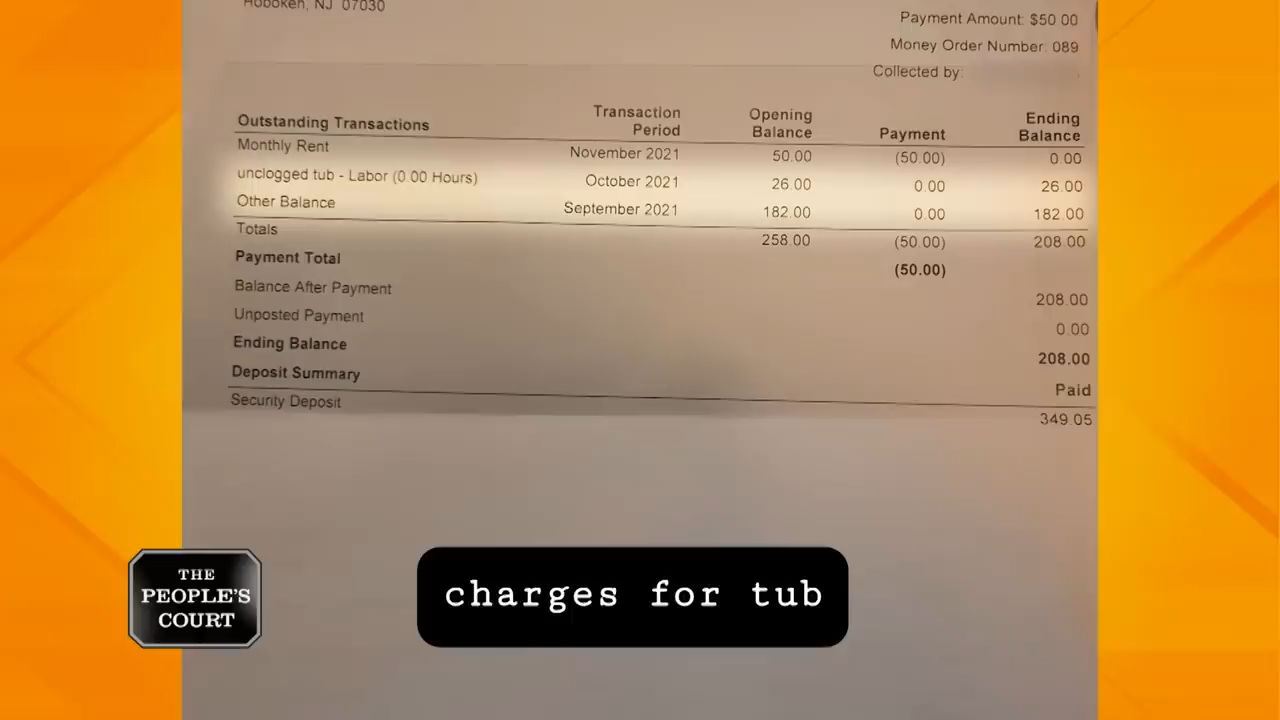 Hoboken, NJ 07030
Payment Amount: $50.00
Money Order Number: 089
Collected by:
Outstanding Transactions Transaction Period Opening Balance Payment Ending Balance
Monthly Rent November 2021 50.00 (50.00) 0.00
unclogged tub - Labor (0.00 Hours) October 2021 26.00 0.00 26.00
Other Balance September 2021 182.00 0.00 182.00
Totals 258.00 (50.00) 208.00
Payment Total (50.00)
Balance After Payment 208.00
Unposted Payment 0.00
Ending Balance 208.00
Deposit Summary Paid
Security Deposit 349.05
THE
PEOPLE'S
COURT
charges for tub